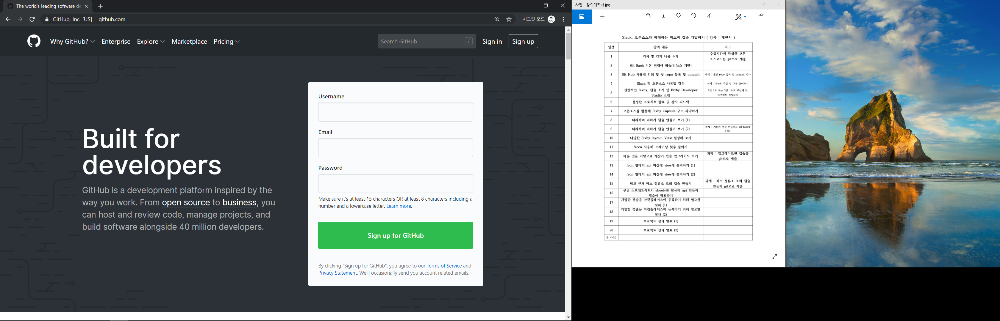 The world's leading software de
GitHub, Inc. [US] | github.com
시크릿 모드
Why GitHub?
Enterprise
Explore
Marketplace
Pricing
Search GitHub
/
Sign in
Sign up
Built for
developers
GitHub is a development platform inspired by the
way you work. From open source to business, you
can host and review code, manage projects, and
build software alongside 40 million developers.
Username
Email
Password
Make sure it's at least 15 characters OR at least 8 characters including a
number and a lowercase letter. Learn more.
Sign up for GitHub
By clicking “Sign up for GitHub”, you agree to our Terms of Service and
Privacy Statement. We’ll occasionally send you account related emails.
사진 - 강의계획서.jpg
Slack, 오픈소스와 함께하는 빅스비 캡슐 개발하기 ( 강사 : 채현서 )
일정 강의 내용 비고
1 강사 및 강의 내용 소개 수업시간에 작성한 모든
소스코드는 git으로 제출
2 Git Bash 기본 명령어 학습(리눅스 기반)
3 Git Hub 사용법 강의 및 첫 repo 등록 및 commit 과제 : 개인 repo 등록 및 commit 검사
4 Slack 및 오픈소스 사용법 강의 과제 : Slack 가입 및 그룹 들어오기
5 전반적인 Bixby, 캡슐 소개 및 Bixby Developer
Studio 소개
2인 1조 또는 3인 1조로 구성해 팀
프로젝트 설정하기
6 설정한 프로젝트 발표 및 강사 피드백
7 오픈소스를 활용해 Bixby Capsule 구조 파악하기
8 따라하며 더하기 캡슐 만들어 보기 (1)
9 따라하며 더하기 캡슐 만들어 보기 (2) 과제 : 계산기 캡슐 만들어서 git hub에
올리기
10 다양한 Bixby layout, View 설정해 보기
11 Voca 사용해 트레이닝 횟수 줄이기
12 배운 것을 바탕으로 계산기 캡슐 업그레이드 하기 과제 : 업그레이드한 캡슐을
git으로 제출
13 Json 형태의 api 파싱해 view에 출력하기 (1)
14 Json 형태의 api 파싱해 view에 출력하기 (2)
15 학교 근처 버스 정류소 조회 캡슐 만들기 과제 : 버스 정류소 조회 캡슐
만들어 git으로 제출
16 구글 스프레드시트와 sheety를 활용해 api 만들어
캡슐에 적용하기
17 개발한 캡슐을 마켓플레이스에 등록하기 위해 필요한
절차 (1)
18 개발한 캡슐을 마켓플레이스에 등록하기 위해 필요한
절차 (2)
19 프로젝트 성과 발표 (1)
20 프로젝트 성과 발표 (2)